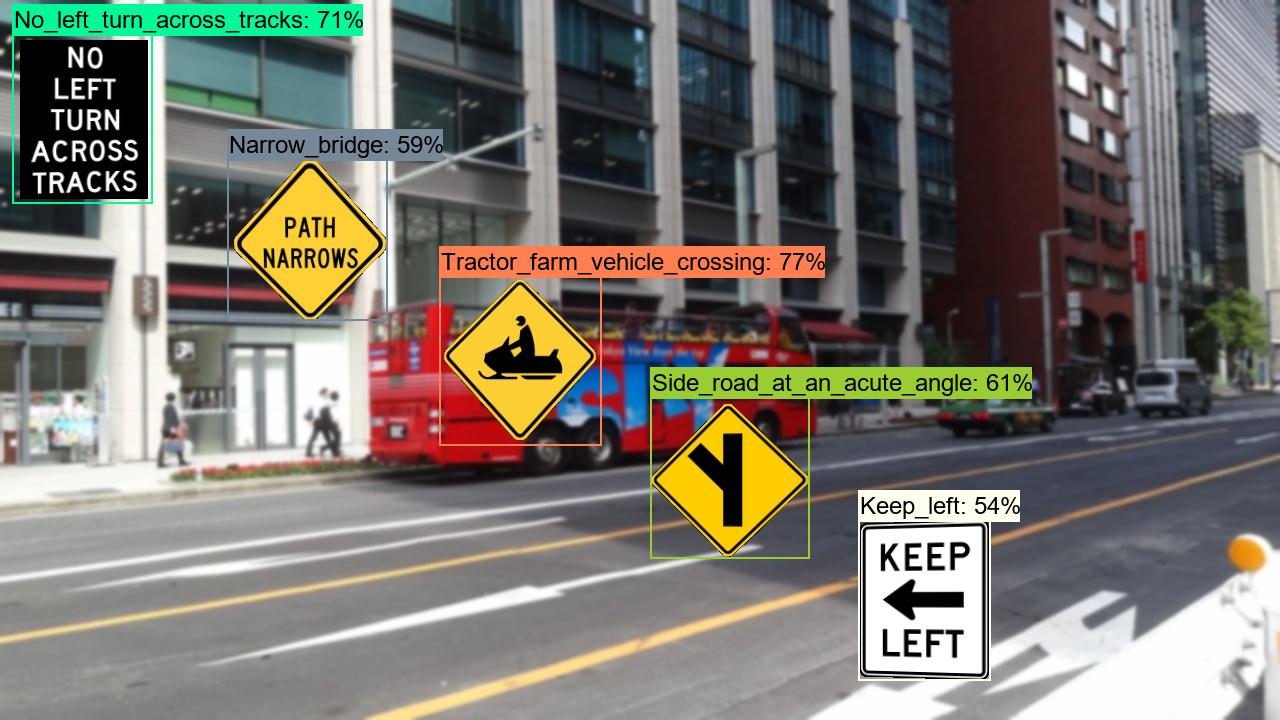 No_left_turn_across_tracks: 71%
NO
LEFT
TURN
ACROSS
TRACKS
Narrow_bridge: 59%
PATH
NARROWS
Tractor_farm_vehicle_crossing: 77%
Side_road_at_an_acute_angle: 61%
Keep_left: 54%
KEEP
LEFT